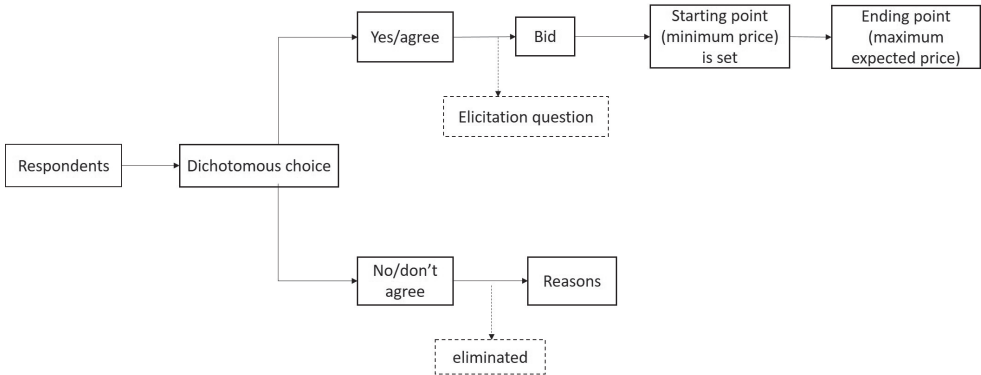 Respondents
Dichotomous choice
Yes/agree
Bid
Starting point
(minimum price)
is set
Ending point
(maximum
expected price)
Elicitation question
No/don’t
agree
Reasons
eliminated